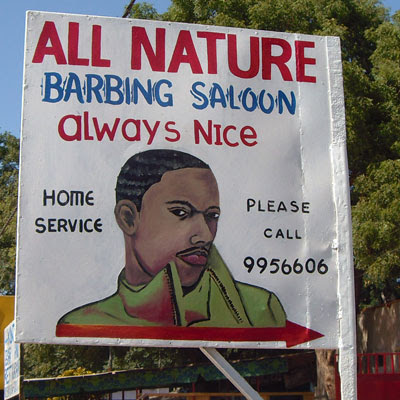 ALL NATURE
BARBING SALOON
always NICE
HOME
SERVICE
PLEASE
CALL
9956606